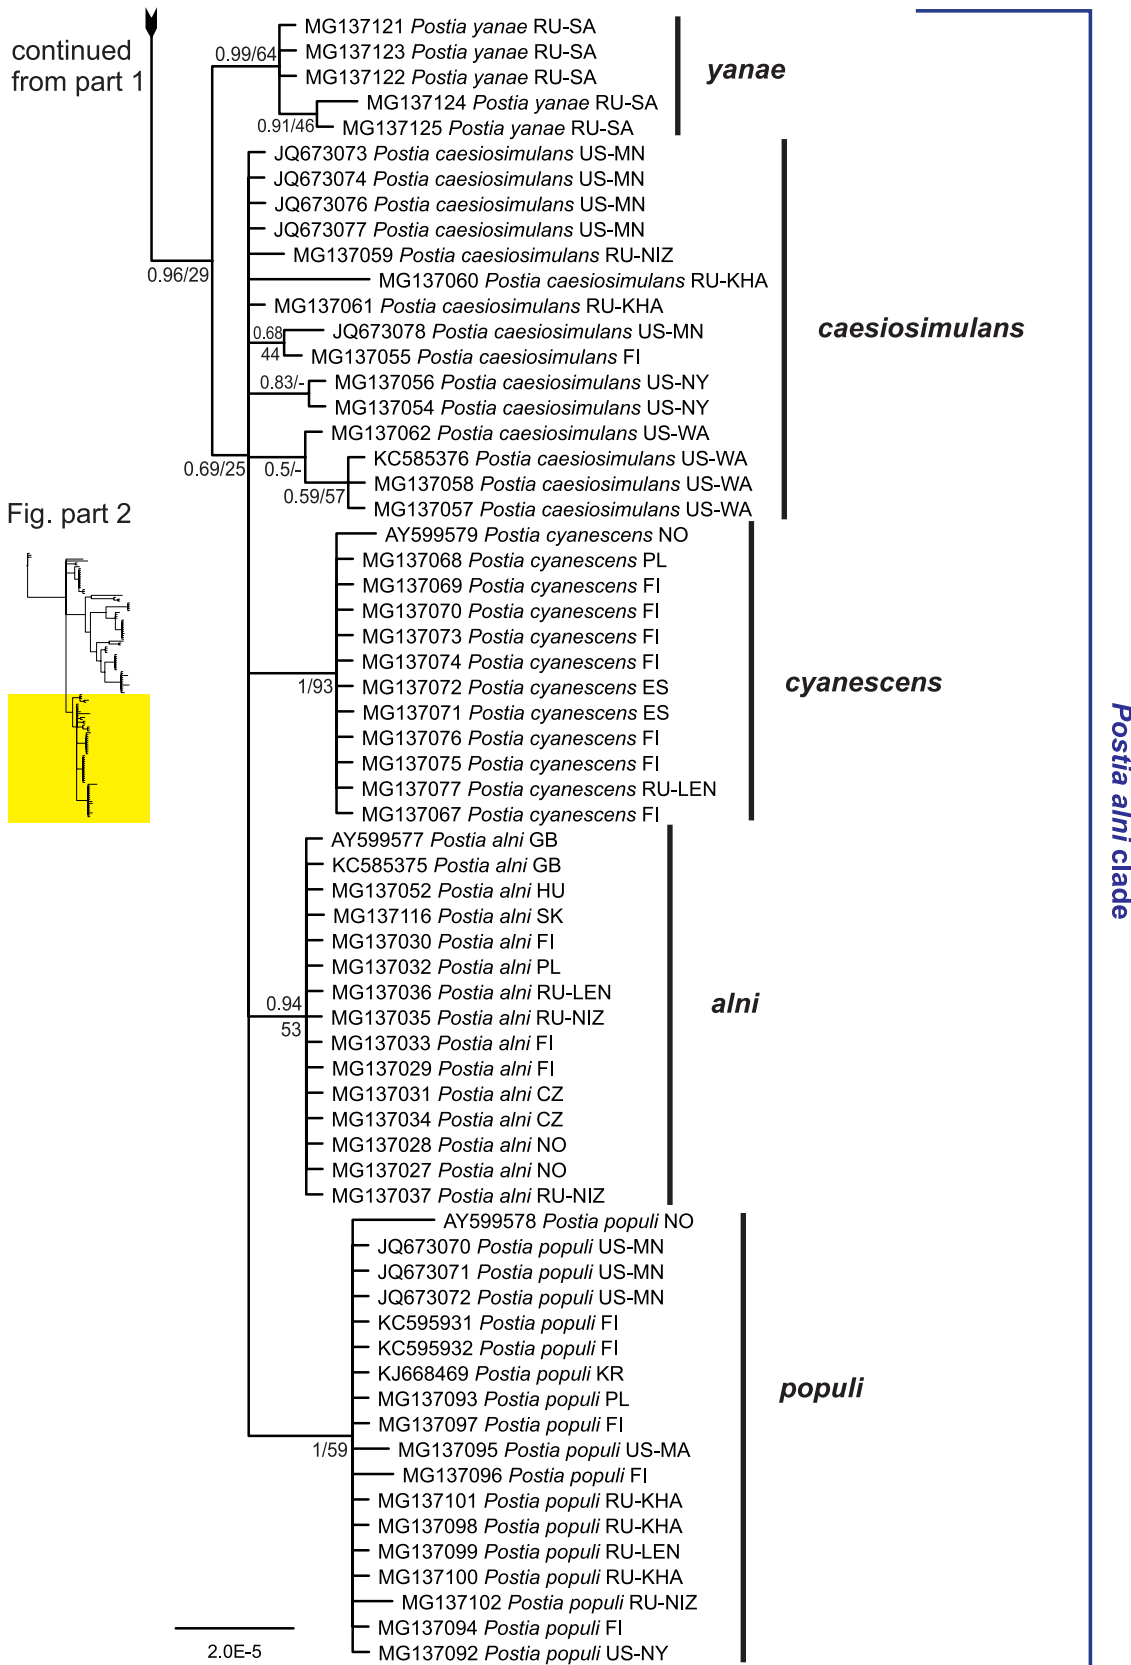 continued
from part 1
0.99/64
MG137121 Postia yanae RU-SA
MG137123 Postia yanae RU-SA
MG137122 Postia yanae RU-SA
MG137124 Postia yanae RU-SA
0.91/46
MG137125 Postia yanae RU-SA
yanae
JQ673073 Postia caesiosimulans US-MN
JQ673074 Postia caesiosimulans US-MN
JQ673076 Postia caesiosimulans US-MN
JQ673077 Postia caesiosimulans US-MN
MG137059 Postia caesiosimulans RU-NIZ
0.96/29
MG137060 Postia caesiosimulans RU-KHA
MG137061 Postia caesiosimulans RU-KHA
0.68
44
JQ673078 Postia caesiosimulans US-MN
MG137055 Postia caesiosimulans FI
0.83/-
MG137056 Postia caesiosimulans US-NY
MG137054 Postia caesiosimulans US-NY
MG137062 Postia caesiosimulans US-WA
0.69/25
0.5/-
KC585376 Postia caesiosimulans US-WA
MG137058 Postia caesiosimulans US-WA
0.59/57
MG137057 Postia caesiosimulans US-WA
caesiosimulans
Fig. part 2
AY599579 Postia cyanescens NO
MG137068 Postia cyanescens PL
MG137069 Postia cyanescens FI
MG137070 Postia cyanescens FI
MG137073 Postia cyanescens FI
MG137074 Postia cyanescens FI
1/93
MG137072 Postia cyanescens ES
MG137071 Postia cyanescens ES
MG137076 Postia cyanescens FI
MG137075 Postia cyanescens FI
MG137077 Postia cyanescens RU-LEN
MG137067 Postia cyanescens FI
cyanescens
Postia alni clade
AY599577 Postia alni GB
KC585375 Postia alni GB
MG137052 Postia alni HU
MG137116 Postia alni SK
MG137030 Postia alni FI
MG137032 Postia alni PL
MG137036 Postia alni RU-LEN
0.94
53
MG137035 Postia alni RU-NIZ
MG137033 Postia alni FI
MG137029 Postia alni FI
MG137031 Postia alni CZ
MG137034 Postia alni CZ
MG137028 Postia alni NO
MG137027 Postia alni NO
MG137037 Postia alni RU-NIZ
alni
AY599578 Postia populi NO
JQ673070 Postia populi US-MN
JQ673071 Postia populi US-MN
JQ673072 Postia populi US-MN
KC595931 Postia populi FI
KC595932 Postia populi FI
KJ668469 Postia populi KR
MG137093 Postia populi PL
MG137097 Postia populi FI
1/59
MG137095 Postia populi US-MA
MG137096 Postia populi FI
MG137101 Postia populi RU-KHA
MG137098 Postia populi RU-KHA
MG137099 Postia populi RU-LEN
MG137100 Postia populi RU-KHA
MG137102 Postia populi RU-NIZ
MG137094 Postia populi FI
MG137092 Postia populi US-NY
populi
2.0E-5